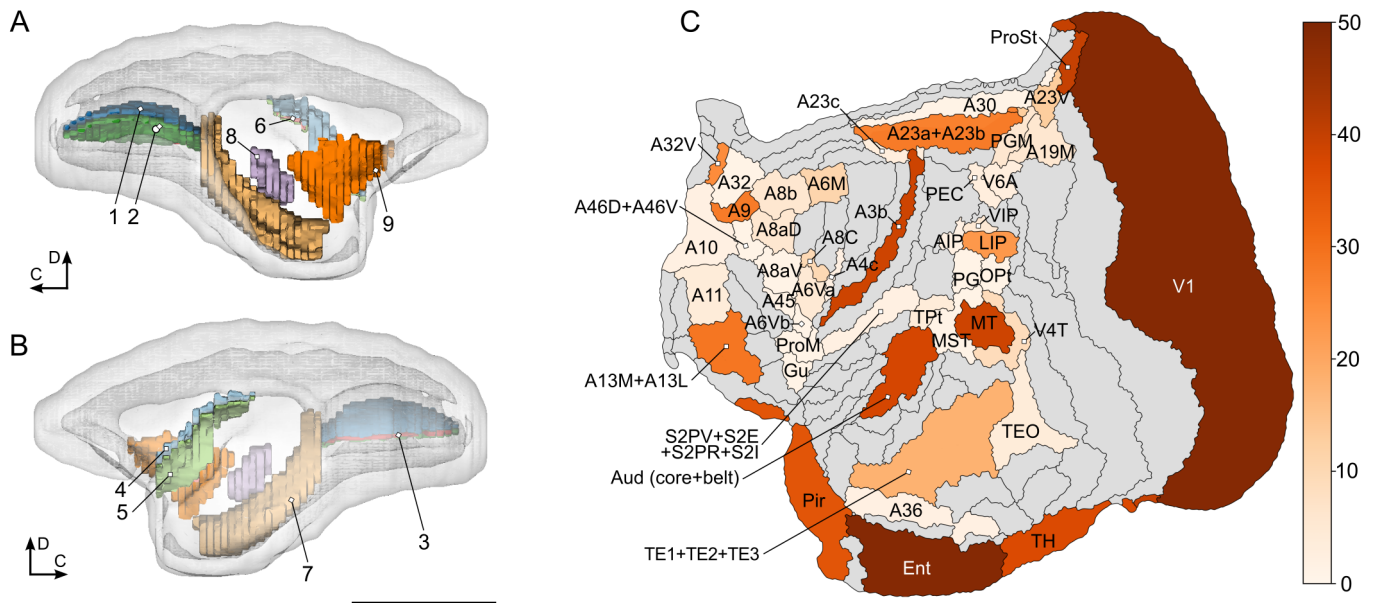 A
8
6
1
2
9
D
C
B
4
5
3
7
D
C
C
ProSt
A23c
A30
A23V
A23a+A23b
PGM
A19M
A32V
A32
A8b
A6M
A46D+A46V
A9
A8aD
A3b
PEC
V6A
VIP
A10
A8C
AIP
LIP
A8aV
A4c
PG
OPt
A11
A6Va
A45
V1
A6Vb
TPt
MT
V4T
ProM
MST
Gu
A13M+A13L
S2PV+S2E
+S2PR+S2I
TEO
Aud (core+belt)
Pir
A36
TE1+TE2+TE3
Ent
TH
50
40
30
20
10
0